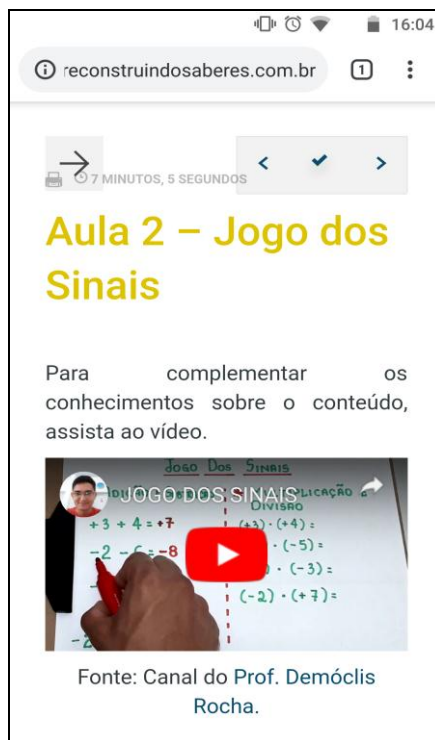 16:04
reconstruindosaberes.com.br 1
7 MINUTOS, 5 SEGUNDOS
Aula 2 – Jogo dos
Sinais
Para complementar os
conhecimentos sobre o conteúdo,
assista ao vídeo.
JOGO DOS SINAIS
JOGO DOS SINAIS
DIVISÃO
+3 + 4 = +7
(+3) · (+4) =
-2 - 6 = -8
· (-5) =
· (-3) =
(-2) · (+7) =
Fonte: Canal do Prof. Demóclis
Rocha.